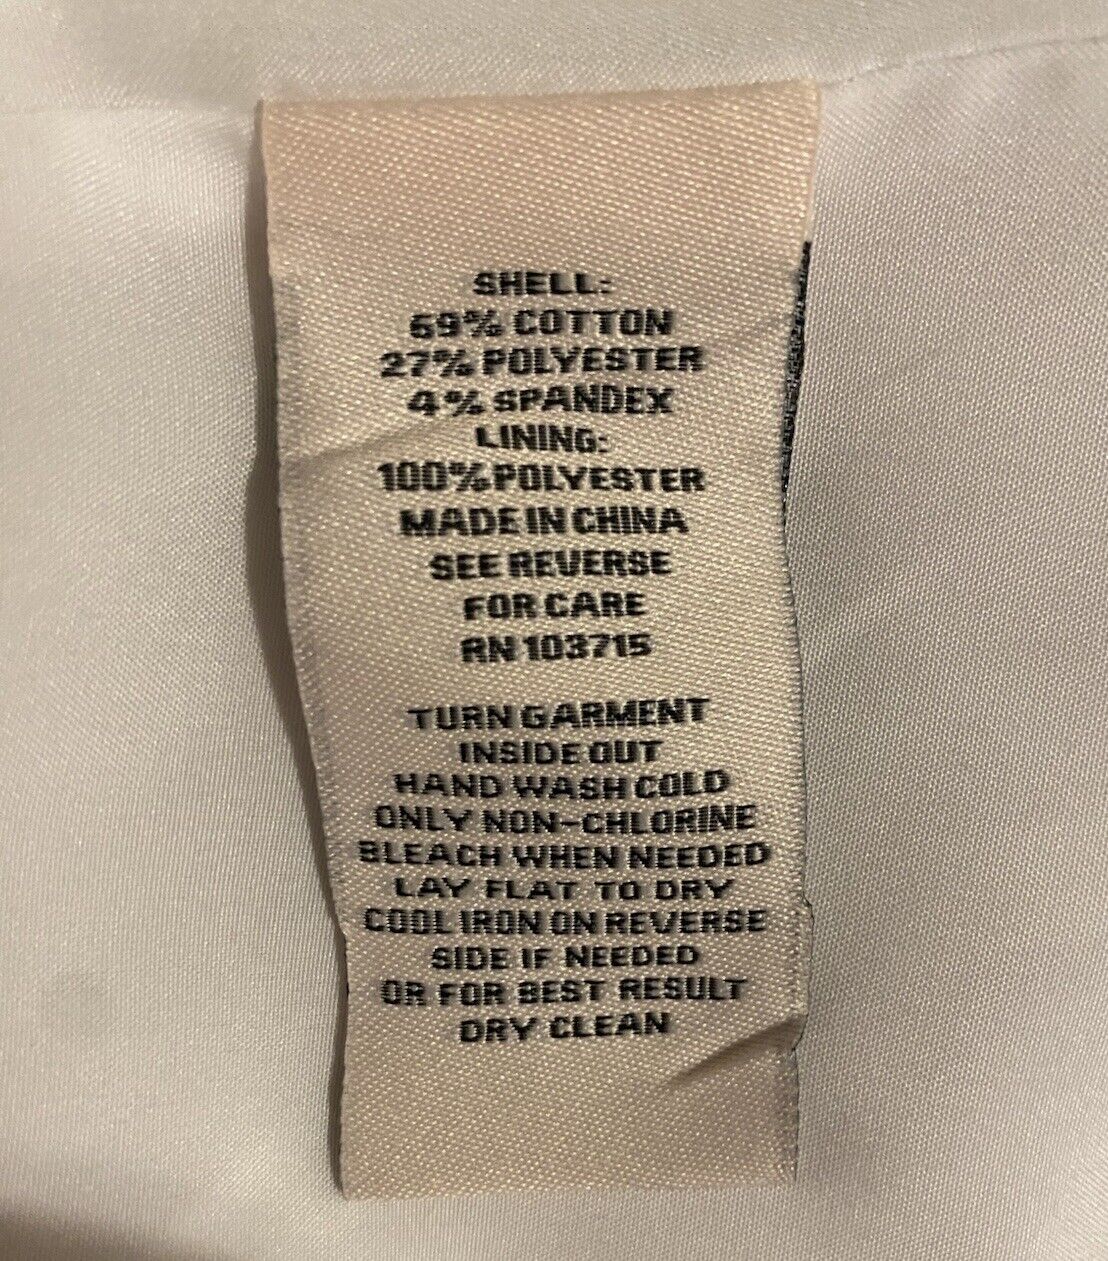 SHELL:
69% COTTON
27% POLYESTER
4% SPANDEX
LINING:
100% POLYESTER
MADE IN CHINA
SEE REVERSE
FOR CARE
RN 103715
TURN GARMENT
INSIDE OUT
HAND WASH COLD
ONLY NON-CHLORINE
BLEACH WHEN NEEDED
LAY FLAT TO DRY
COOL IRON ON REVERSE
SIDE IF NEEDED
OR FOR BEST RESULT
DRY CLEAN